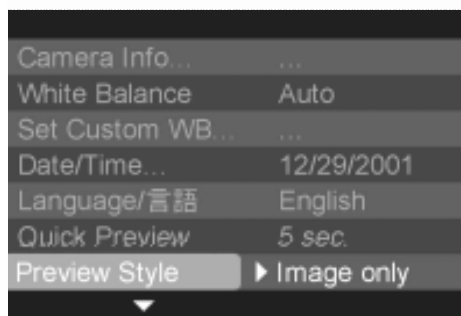 Camera Info... ...
White Balance Auto
Set Custom WB... ...
Date/Time... 12/29/2001
Language/言語 English
Quick Preview 5 sec.
Preview Style Image only